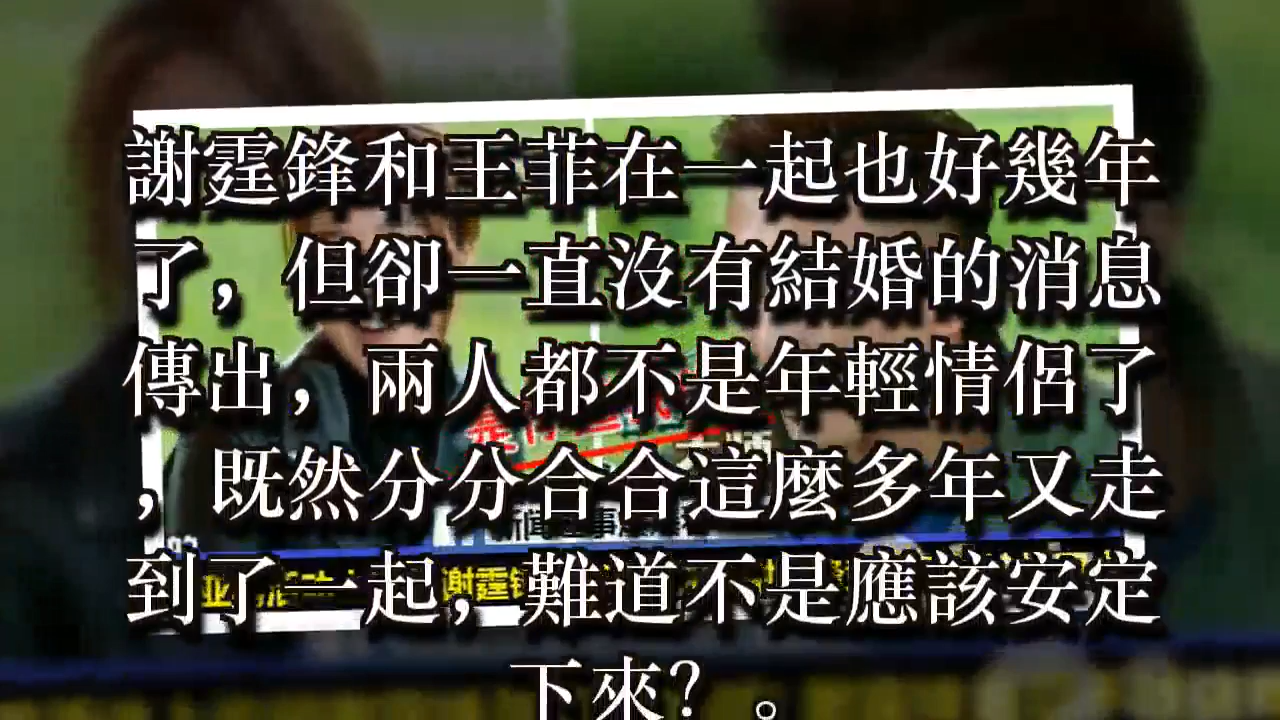 謝霆鋒和王菲在一起也好幾年
了，但卻一直沒有結婚的消息
傳出，兩人都不是年輕情侶了
，既然分分合合這麼多年又走
到了一起，難道不是應該安定
下來？。